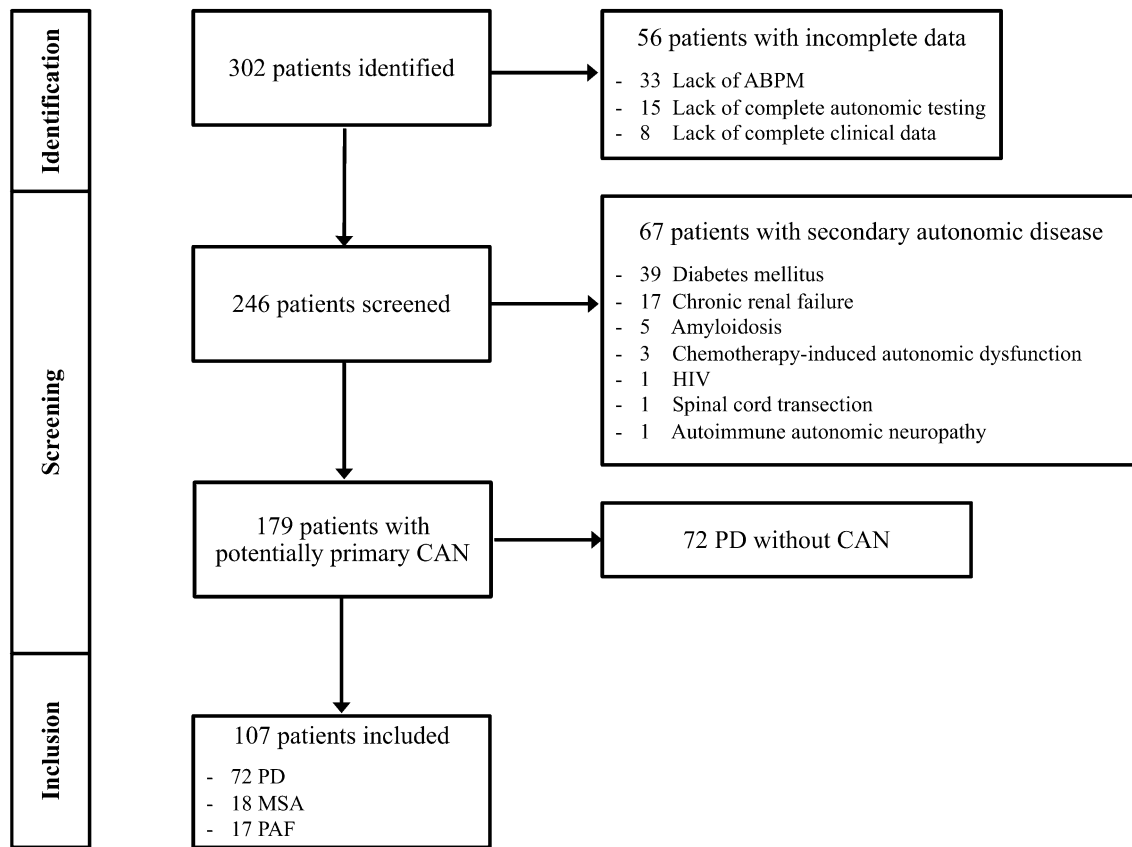 Identification
302 patients identified
56 patients with incomplete data
- 33 Lack of ABPM
- 15 Lack of complete autonomic testing
- 8 Lack of complete clinical data
Screening
246 patients screened
67 patients with secondary autonomic disease
- 39 Diabetes mellitus
- 17 Chronic renal failure
- 5 Amyloidosis
- 3 Chemotherapy-induced autonomic dysfunction
- 1 HIV
- 1 Spinal cord transection
- 1 Autoimmune autonomic neuropathy
179 patients with
potentially primary CAN
72 PD without CAN
Inclusion
107 patients included
- 72 PD
- 18 MSA
- 17 PAF